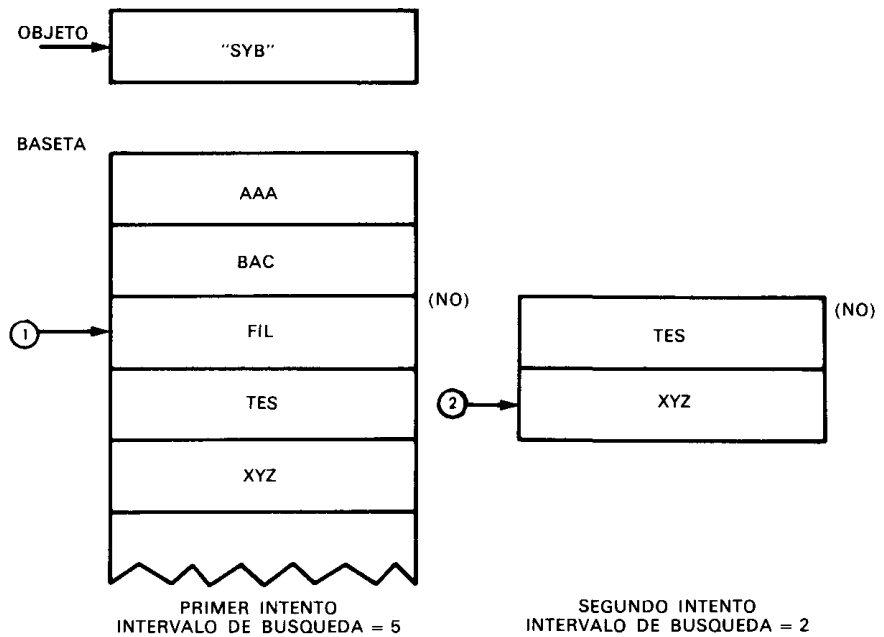 OBJETO
"SYB"
BASETA
AAA
BAC
(NO)
1
FIL
TES
XYZ
(NO)
TES
2
XYZ
PRIMER INTENTO
INTERVALO DE BUSQUEDA = 5
SEGUNDO INTENTO
INTERVALO DE BUSQUEDA = 2